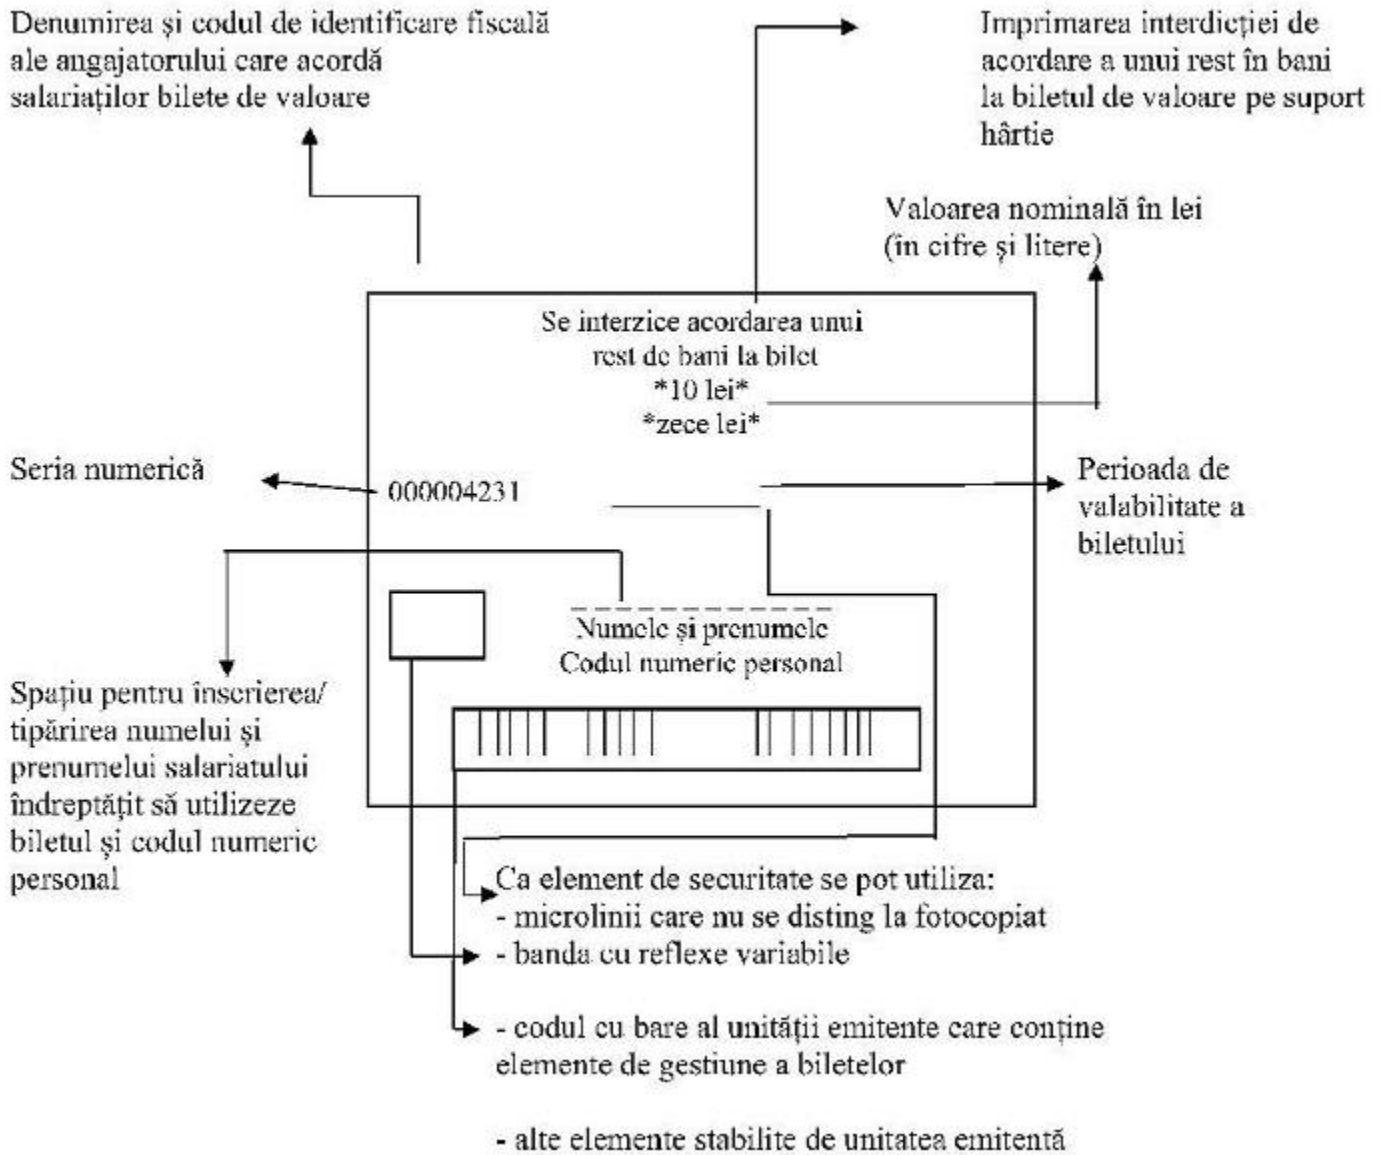 Denumirea și codul de identificare fiscală
ale angajatorului care acordă
salariaților bilete de valoare
Imprimarea interdicției de
acordare a unui rest în bani
la biletul de valoare pe suport
hârtie
Valoarea nominală în lei
(în cifre și litere)
Se interzice acordarea unui
rest de bani la bilet
*10 lei*
*zece lei*
Seria numerică
000004231
Perioada de
valabilitate a
biletului
Numele și prenumele
Codul numeric personal
Spațiu pentru înscrierea/
tipărirea numelui și
prenumelui salariatului
îndreptățit să utilizeze
biletul și codul numeric
personal
Ca element de securitate se pot utiliza:
- microlinii care nu se disting la fotocopiat
- banda cu reflexe variabile
- codul cu bare al unității emitente care conține
elemente de gestiune a biletelor
- alte elemente stabilite de unitatea emitentă